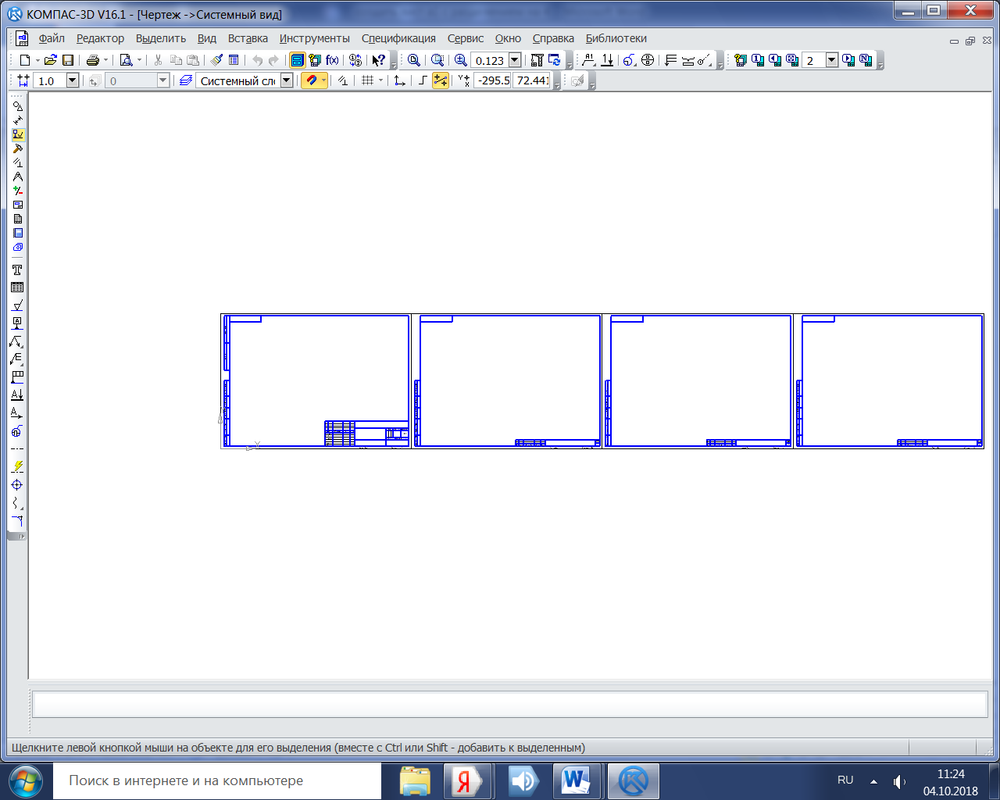 КОМПАС-3D V16.1 - [Чертеж ->Системный вид]
Файл Редактор Выделить Вид Вставка Инструменты Спецификация Сервис Окно Справка Библиотеки
f(x) 0.123 2
1.0 0 Системный сло -295.5 72.441
Щелкните левой кнопкой мыши на объекте для его выделения (вместе с Ctrl или Shift - добавить к выделенным)
Поиск в интернете и на компьютере
RU
11:24
04.10.2018